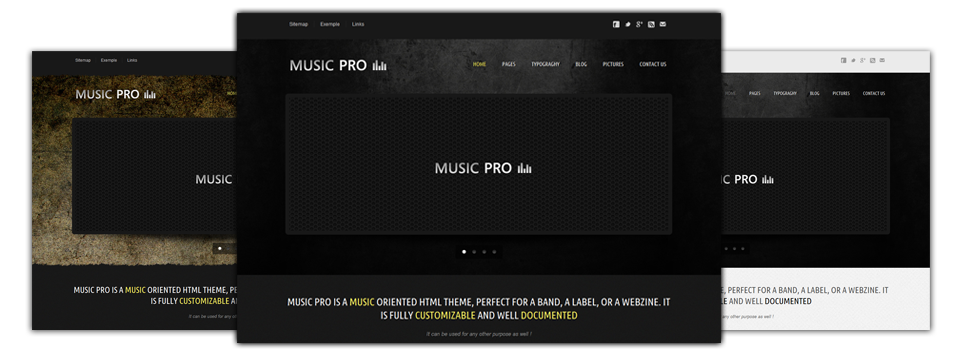 Sitemap Exemple Links
MUSIC PRO
HOME
MUSIC
MUSIC PRO IS A MUSIC ORIENTED HTML THEME, PE
IS FULLY CUSTOMIZABLE A
It can be used for any o
Sitemap Exemple Links
MUSIC PRO
HOME PAGES TYPOGRAGHY BLOG PICTURES CONTACT US
MUSIC PRO
MUSIC PRO IS A MUSIC ORIENTED HTML THEME, PERFECT FOR A BAND, A LABEL, OR A WEBZINE. IT
IS FULLY CUSTOMIZABLE AND WELL DOCUMENTED
It can be used for any other purpose as well !
HOME PAGES TYPOGRAGHY BLOG PICTURES CONTACT US
PRO
E, PERFECT FOR A BAND, A LABEL, OR A WEBZINE. IT
LE AND WELL DOCUMENTED
other purpose as well !